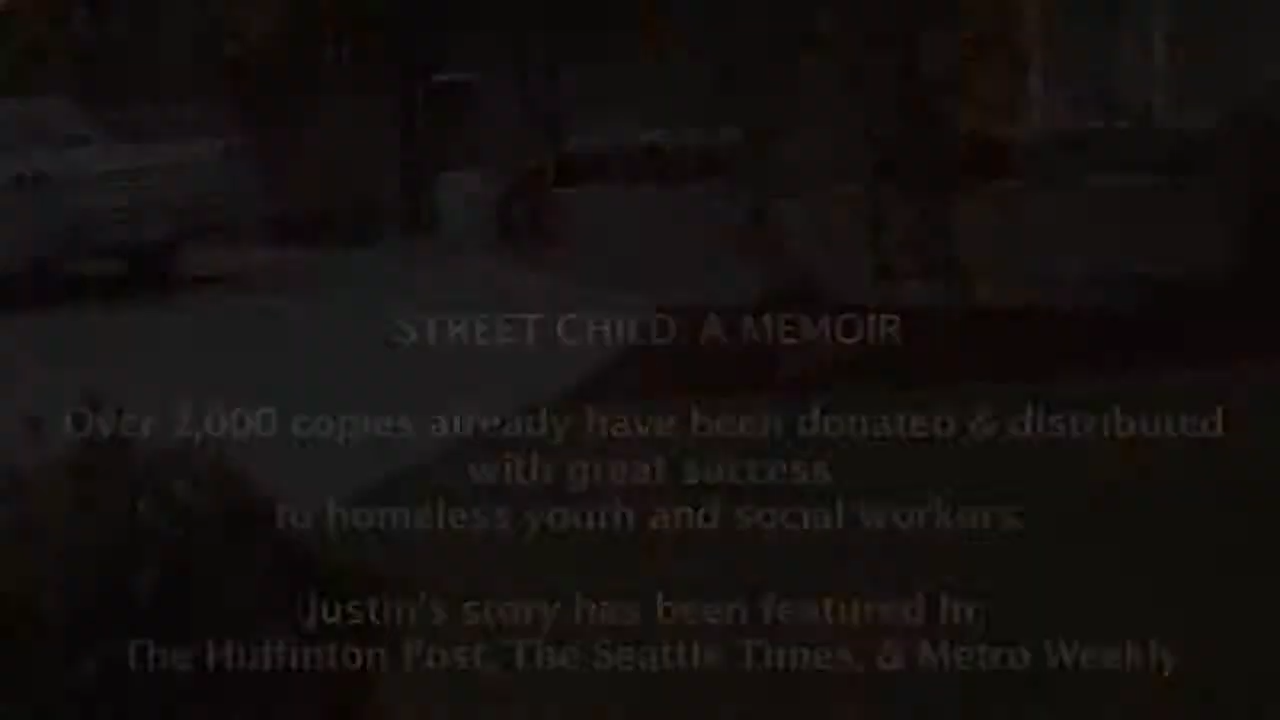 STREET CHILD: A MEMOIR
Over 2,000 copies already have been donated & distributed
with great success
to homeless youth and social workers.
Justin's story has been featured in:
The Huffinton Post, The Seattle Times, & Metro Weekly